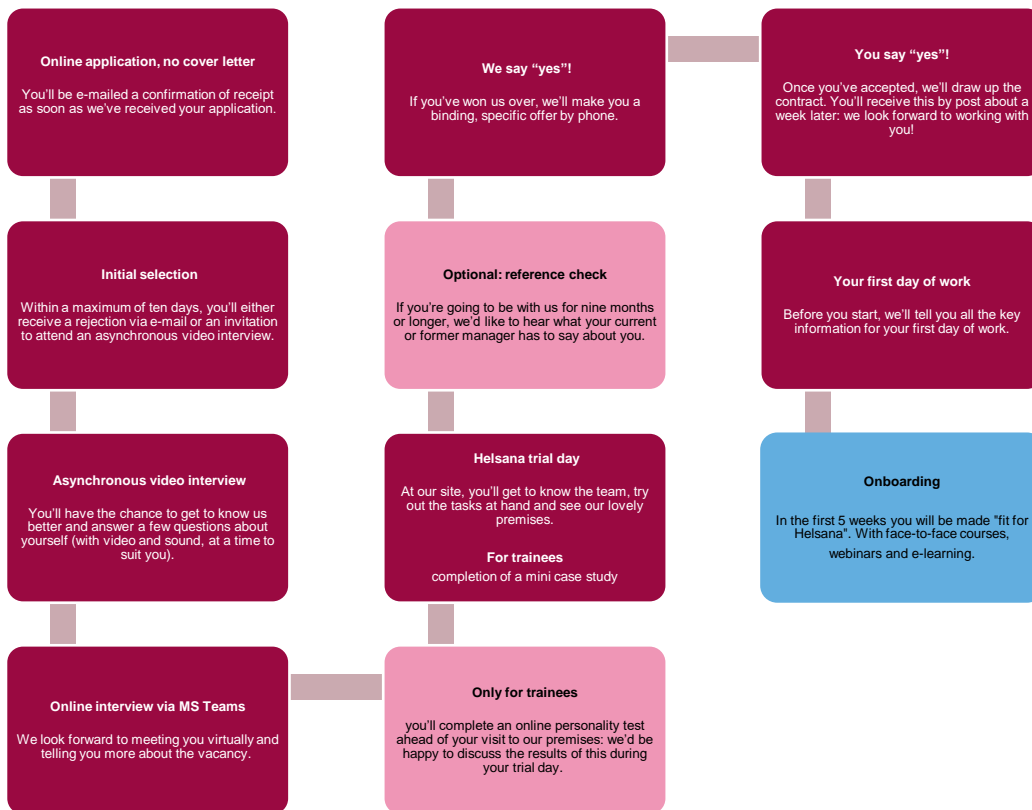 Online application, no cover letter
You'll be e-mailed a confirmation of receipt
as soon as we've received your application.
Initial selection
Within a maximum of ten days, you'll either
receive a rejection via e-mail or an invitation
to attend an asynchronous video interview.
Asynchronous video interview
You'll have the chance to get to know us
better and answer a few questions about
yourself (with video and sound, at a time to
suit you).
Online interview via MS Teams
We look forward to meeting you virtually and
telling you more about the vacancy.
Only for trainees
you'll complete an online personality test
ahead of your visit to our premises: we'd be
happy to discuss the results of this during
your trial day.
Helsana trial day
At our site, you'll get to know the team, try
out the tasks at hand and see our lovely
premises.
For trainees
completion of a mini case study
Optional: reference check
If you're going to be with us for nine months
or longer, we'd like to hear what your current
or former manager has to say about you.
We say “yes”!
If you've won us over, we'll make you a
binding, specific offer by phone.
You say “yes”!
Once you've accepted, we'll draw up the
contract. You'll receive this by post about a
week later: we look forward to working with
you!
Your first day of work
Before you start, we'll tell you all the key
information for your first day of work.
Onboarding
In the first 5 weeks you will be made "fit for
Helsana". With face-to-face courses,
webinars and e-learning.